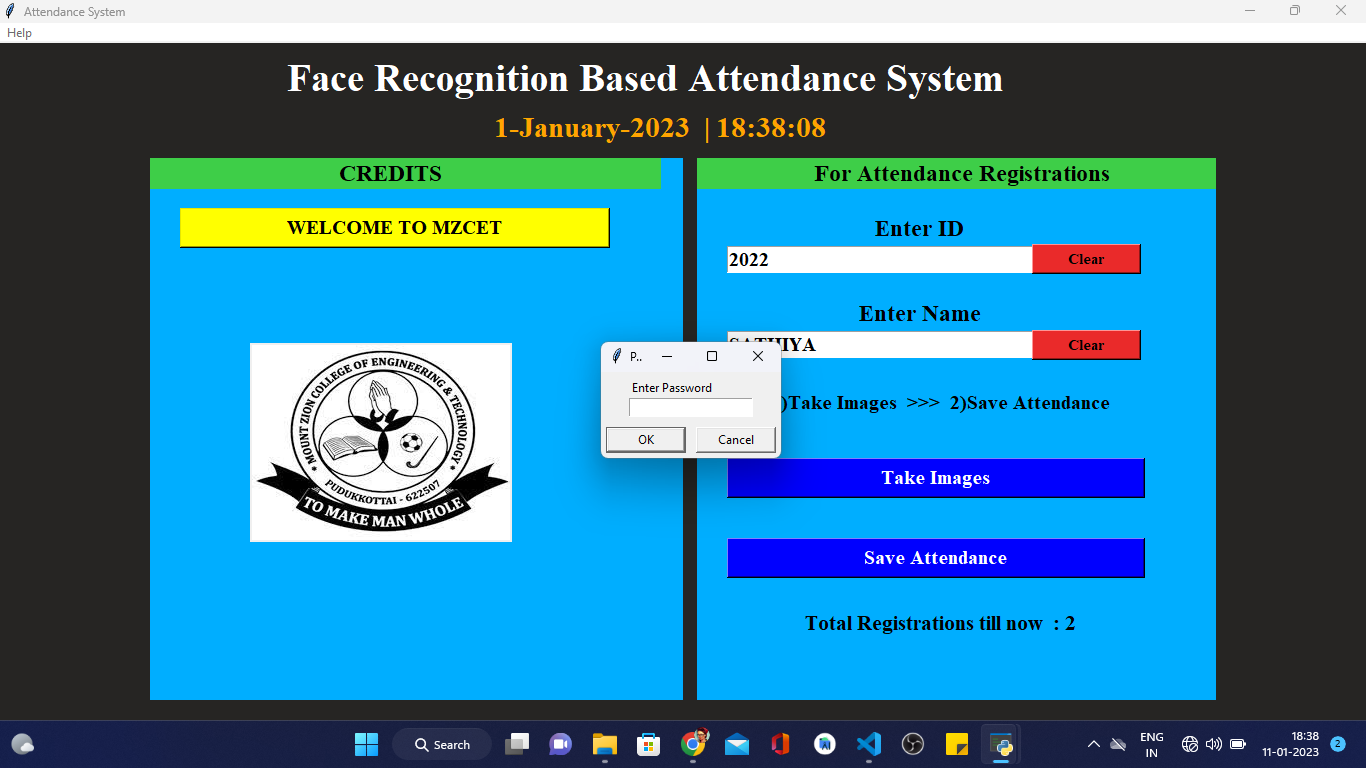 Attendance System
Help
Face Recognition Based Attendance System
1-January-2023 | 18:38:08
CREDITS
WELCOME TO MZCET
MOUNT ZION COLLEGE OF ENGINEERING & TECHNOLOGY
PUDUKKOTTAI - 622507
TO MAKE MAN WHOLE
For Attendance Registrations
Enter ID
2022
Clear
Enter Name
Clear
P..
Enter Password
OK
Cancel
)Take Images >>> 2)Save Attendance
Take Images
Save Attendance
Total Registrations till now : 2
Search
ENG
IN
18:38
11-01-2023
2